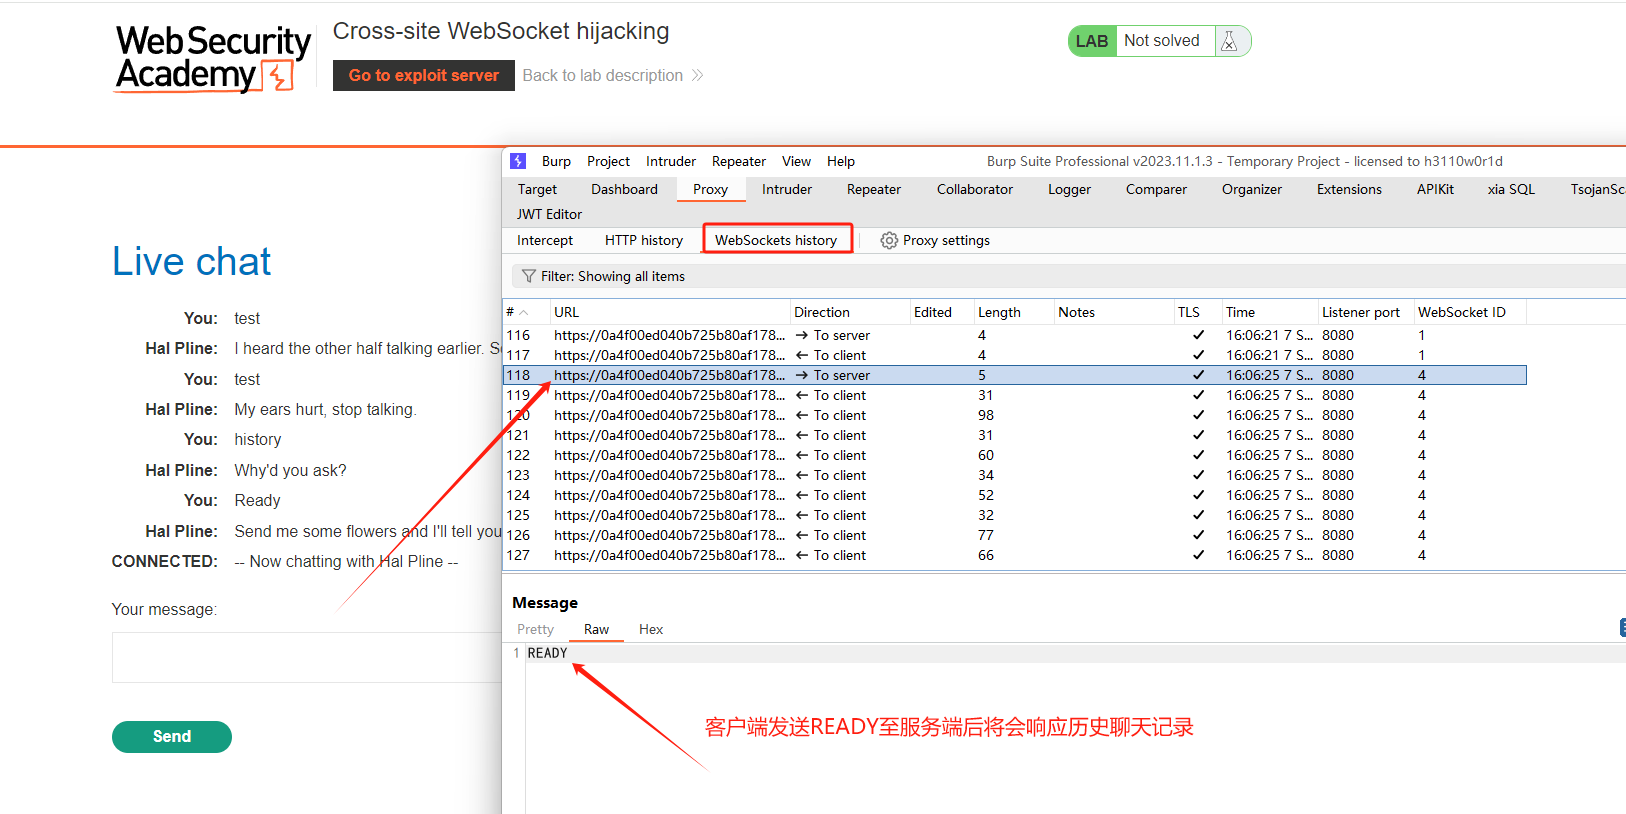 Cross-site WebSocket hijacking
Web Security
Academy
LAB Not solved
Go to exploit server Back to lab description
Burp Project Intruder Repeater View Help Burp Suite Professional v2023.11.1.3 - Temporary Project - licensed to h3110w0r1d
Target Dashboard Proxy Intruder Repeater Collaborator Logger Comparer Organizer Extensions APIKit xia SQL TsojanSca
JWT Editor
Intercept HTTP history WebSockets history Proxy settings
Filter: Showing all items
# URL Direction Edited Length Notes TLS Time Listener port WebSocket ID
116 https://0a4f00ed040b725b80af178... → To server 4 ✓ 16:06:21 7 S... 8080 1
117 https://0a4f00ed040b725b80af178... ← To client 4 ✓ 16:06:21 7 S... 8080 1
118 https://0a4f00ed040b725b80af178... → To server 5 ✓ 16:06:25 7 S... 8080 4
119 https://0a4f00ed040b725b80af178... ← To client 31 ✓ 16:06:25 7 S... 8080 4
120 https://0a4f00ed040b725b80af178... ← To client 98 ✓ 16:06:25 7 S... 8080 4
121 https://0a4f00ed040b725b80af178... ← To client 31 ✓ 16:06:25 7 S... 8080 4
122 https://0a4f00ed040b725b80af178... ← To client 60 ✓ 16:06:25 7 S... 8080 4
123 https://0a4f00ed040b725b80af178... ← To client 34 ✓ 16:06:25 7 S... 8080 4
124 https://0a4f00ed040b725b80af178... ← To client 52 ✓ 16:06:25 7 S... 8080 4
125 https://0a4f00ed040b725b80af178... ← To client 32 ✓ 16:06:25 7 S... 8080 4
126 https://0a4f00ed040b725b80af178... ← To client 77 ✓ 16:06:25 7 S... 8080 4
127 https://0a4f00ed040b725b80af178... ← To client 66 ✓ 16:06:25 7 S... 8080 4
Message
Pretty Raw Hex
1 READY
客户端发送READY至服务端后将会响应历史聊天记录
Live chat
You: test
Hal Pline: I heard the other half talking earlier. S
You: test
Hal Pline: My ears hurt, stop talking.
You: history
Hal Pline: Why'd you ask?
You: Ready
Hal Pline: Send me some flowers and I'll tell you
CONNECTED: -- Now chatting with Hal Pline --
Your message:
Send